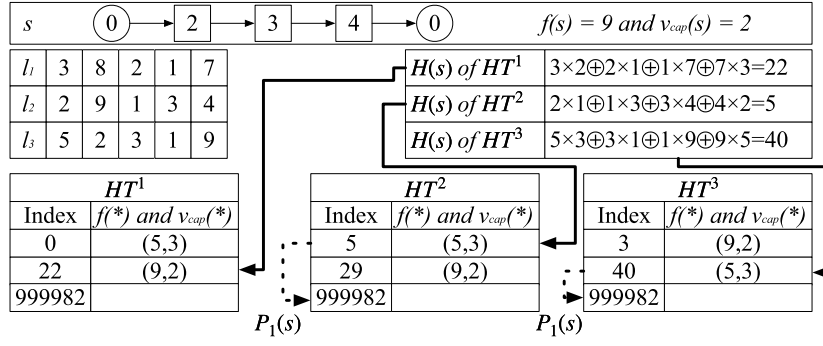 s 0 2 3 4 0 f(s) = 9 and v_cap(s) = 2
l₁ 3 8 2 1 7
l₂ 2 9 1 3 4
l₃ 5 2 3 1 9
H(s) of HT¹ 3×2⊕2×1⊕1×7⊕7×3=22
H(s) of HT² 2×1⊕1×3⊕3×4⊕4×2=5
H(s) of HT³ 5×3⊕3×1⊕1×9⊕9×5=40
HT¹
Index f(*) and v_cap(*)
0 (5,3)
22 (9,2)
999982
HT²
Index f(*) and v_cap(*)
5 (5,3)
29 (9,2)
999982
P₁(s)
HT³
Index f(*) and v_cap(*)
3 (9,2)
40 (5,3)
999982
P₁(s)